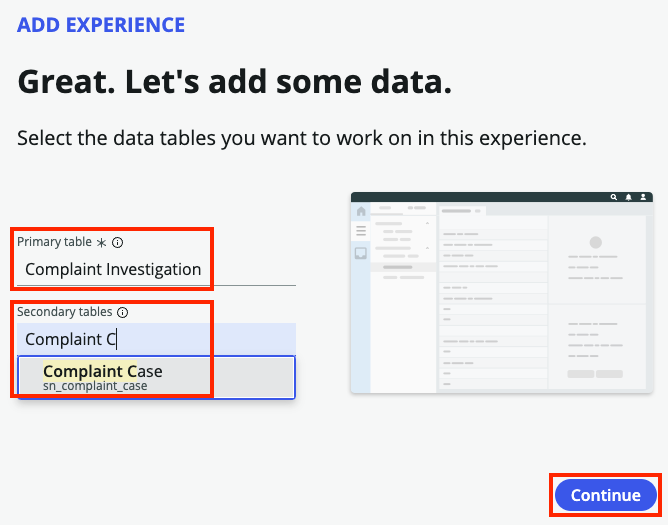 ADD EXPERIENCE
Great. Let's add some data.
Select the data tables you want to work on in this experience.
Primary table *
Complaint Investigation
Secondary tables
Complaint C
Complaint Case
sn_complaint_case
Continue